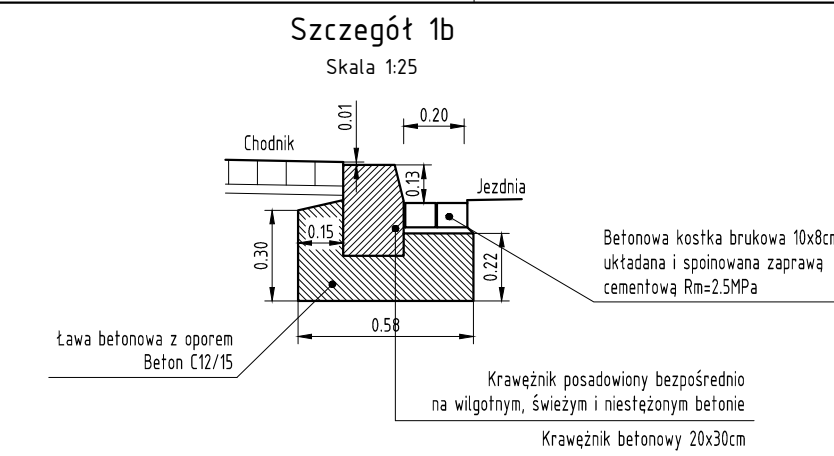 Szczegół 1b
Skala 1:25
0.01
0.20
Chodnik
0.13
Jezdnia
0.15
0.30
0.22
Betonowa kostka brukowa 10x8cm
układana i spoinowana zaprawą
cementową Rm=2.5MPa
0.58
Ława betonowa z oporem
Beton C12/15
Krawężnik posadowiony bezpośrednio
na wilgotnym, świeżym i niestężonym betonie
Krawężnik betonowy 20x30cm